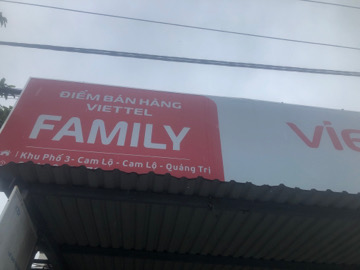 ĐIỂM BÁN HÀNG
VIETTEL
FAMILY
Khu Phố 3- Cam Lộ - Cam Lộ - Quảng Trị
Vie